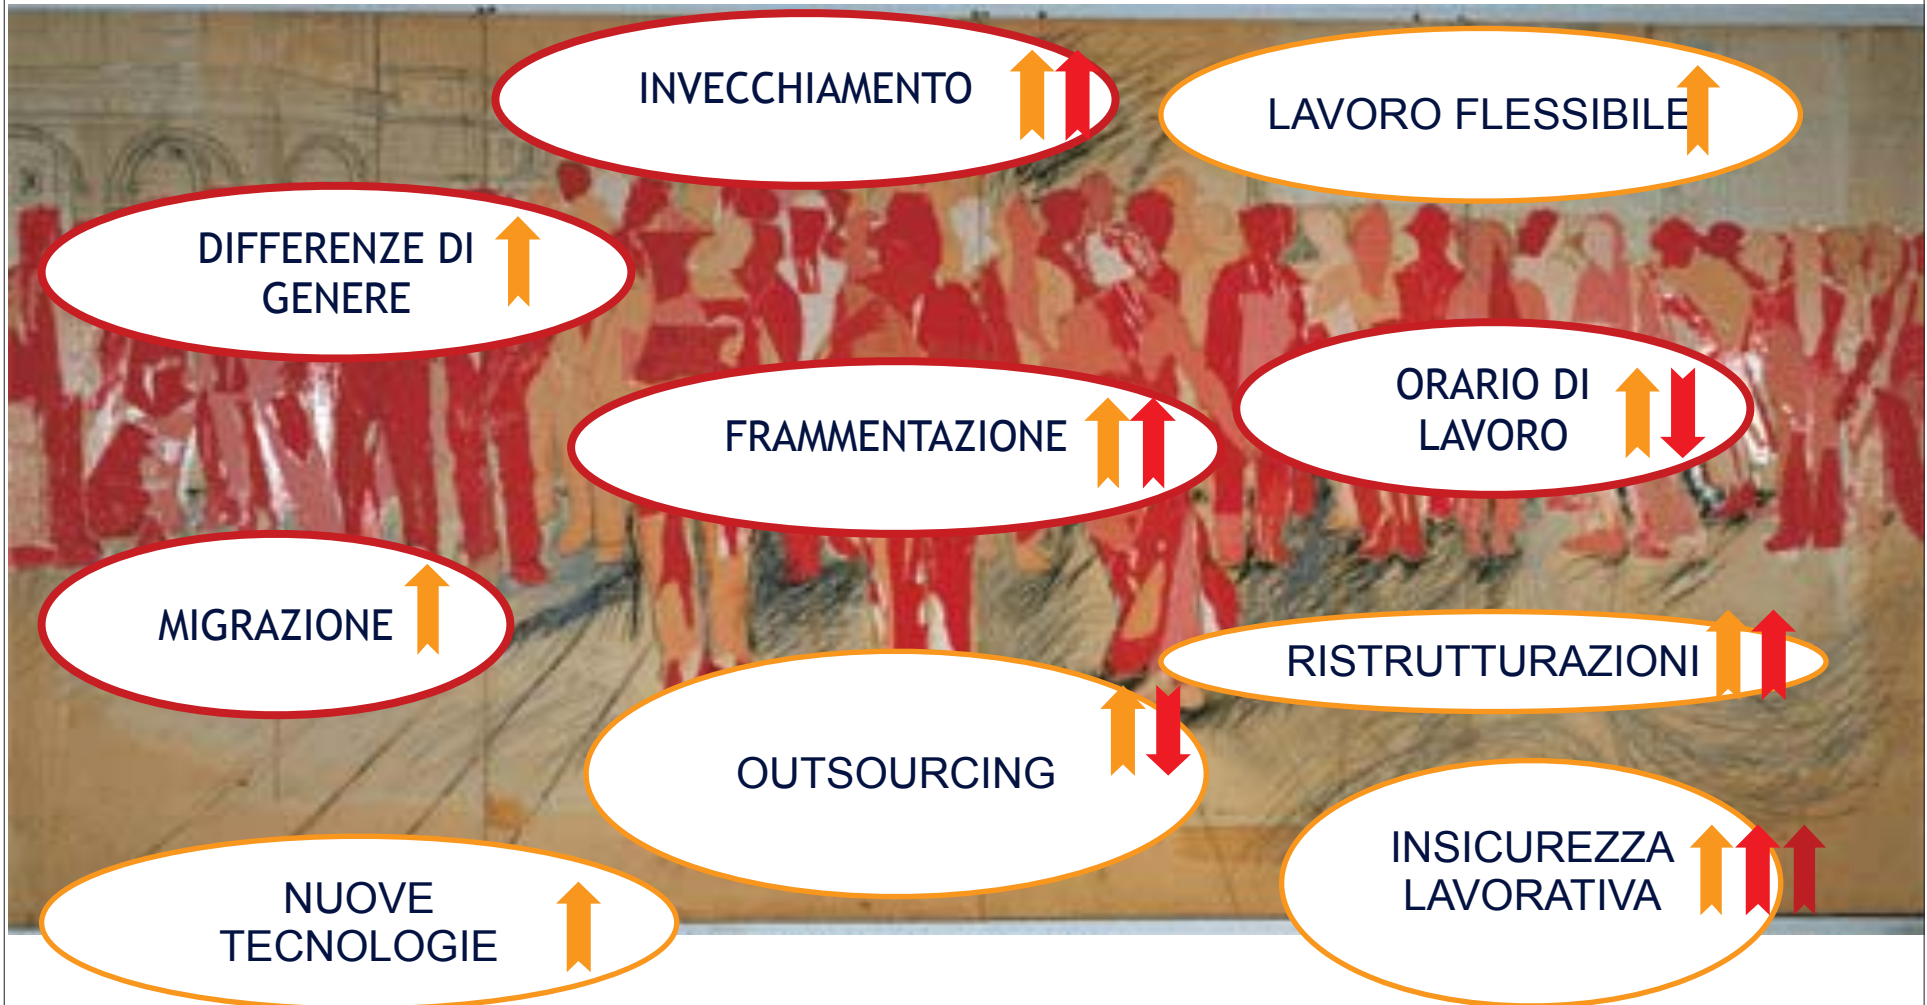 INVECCHIAMENTO
LAVORO FLESSIBILE
DIFFERENZE DI
GENERE
ORARIO DI
LAVORO
FRAMMENTAZIONE
MIGRAZIONE
RISTRUTTURAZIONI
OUTSOURCING
INSICUREZZA
LAVORATIVA
NUOVE
TECNOLOGIE